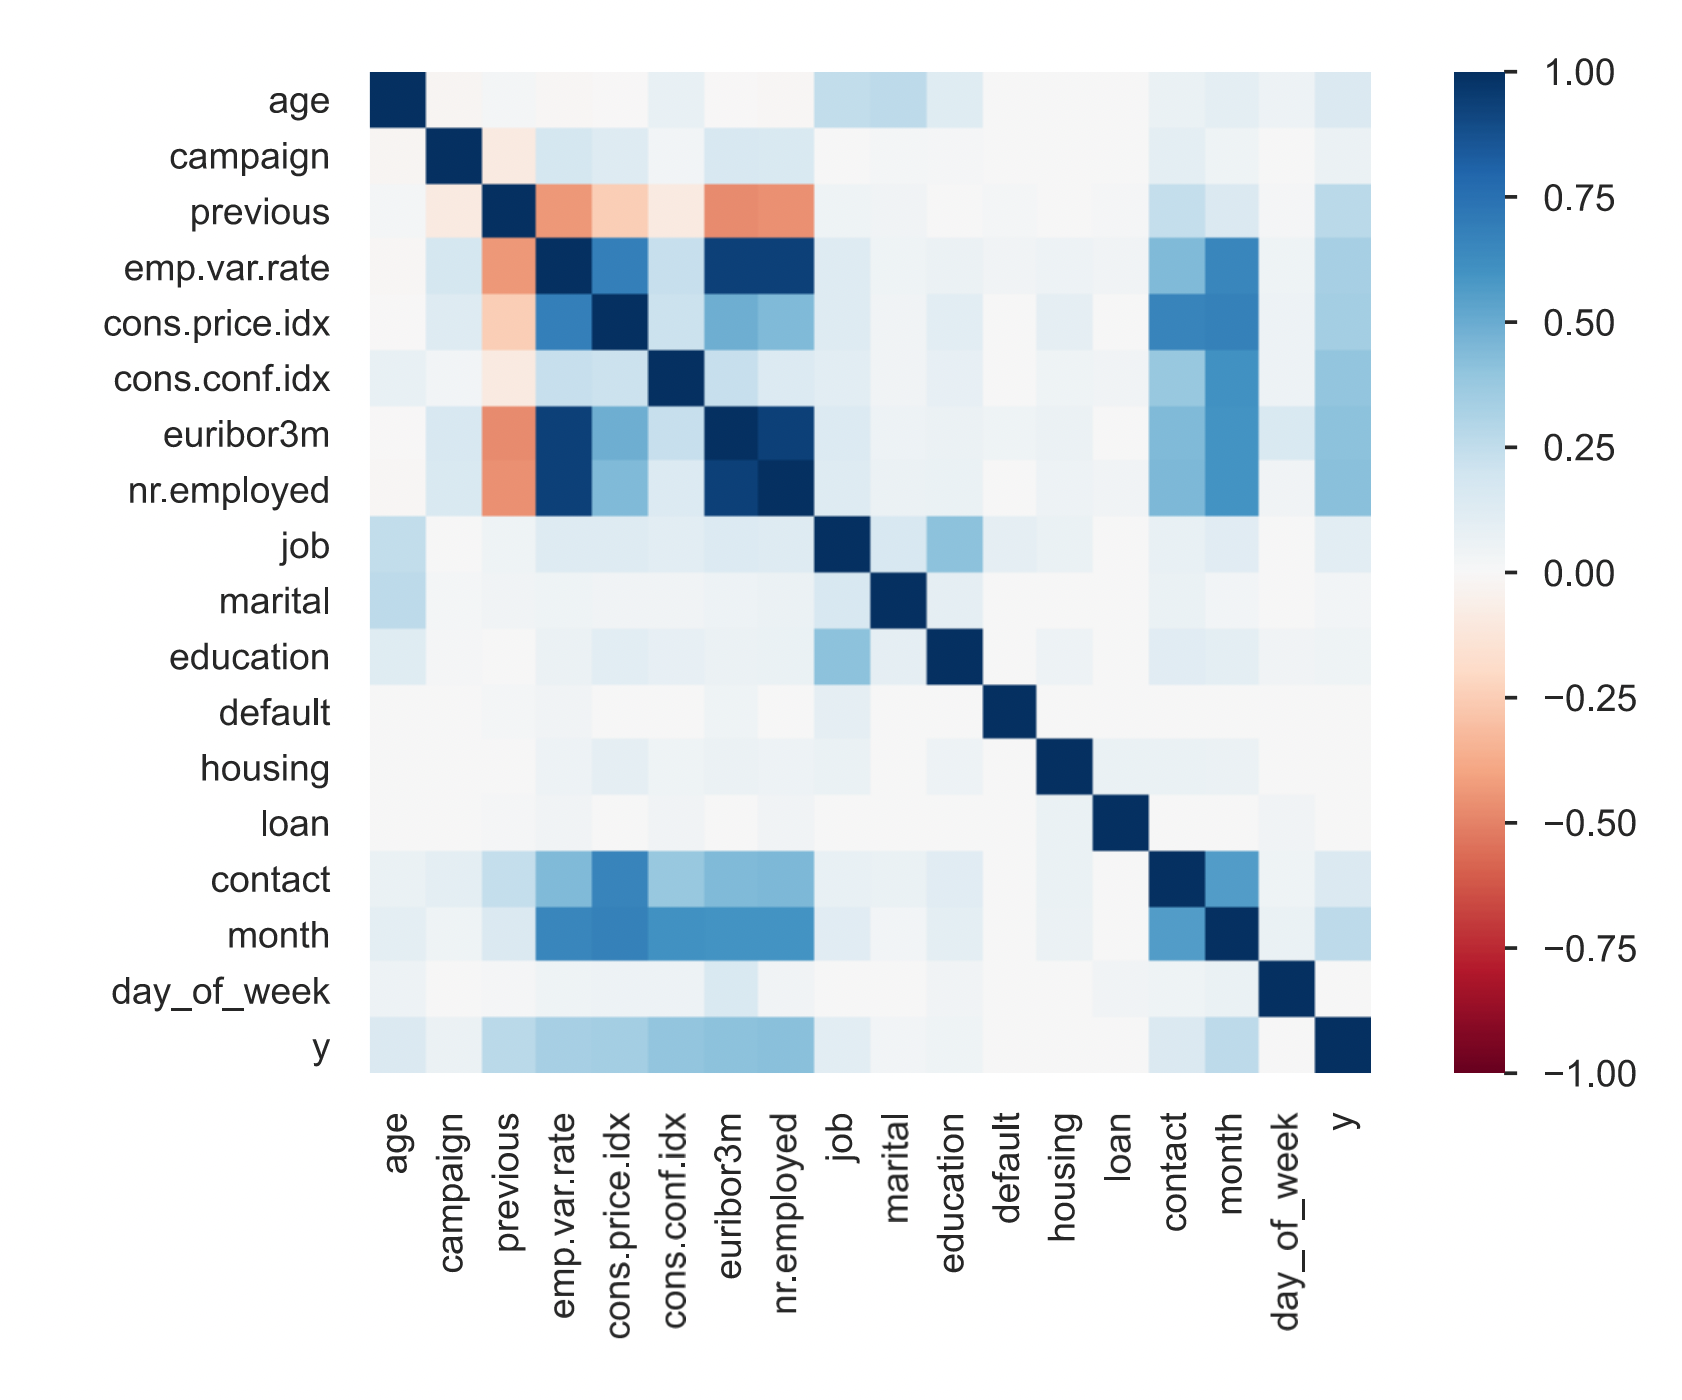 age
campaign
previous
emp.var.rate
cons.price.idx
cons.conf.idx
euribor3m
nr.employed
job
marital
education
default
housing
loan
contact
month
day_of_week
y
age
campaign
previous
emp.var.rate
cons.price.idx
cons.conf.idx
euribor3m
nr.employed
job
marital
education
default
housing
loan
contact
month
day_of_week
y
1.00
0.75
0.50
0.25
0.00
−0.25
−0.50
−0.75
−1.00